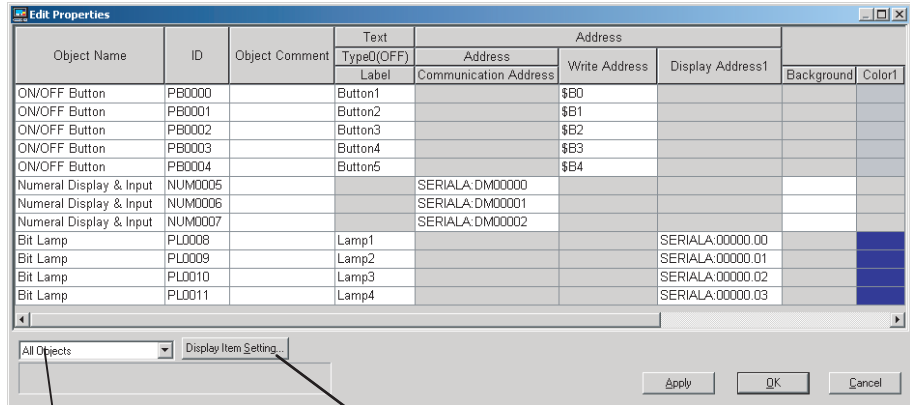 Edit Properties
Object Name ID Object Comment Text Address
Type0(OFF) Address Write Address Display Address1
Label Communication Address Background Color1
ON/OFF Button PB0000 Button1 $B0
ON/OFF Button PB0001 Button2 $B1
ON/OFF Button PB0002 Button3 $B2
ON/OFF Button PB0003 Button4 $B3
ON/OFF Button PB0004 Button5 $B4
Numeral Display & Input NUM0005 SERIALA:DM00000
Numeral Display & Input NUM0006 SERIALA:DM00001
Numeral Display & Input NUM0007 SERIALA:DM00002
Bit Lamp PL0008 Lamp1 SERIALA:00000.00
Bit Lamp PL0009 Lamp2 SERIALA:00000.01
Bit Lamp PL0010 Lamp3 SERIALA:00000.02
Bit Lamp PL0011 Lamp4 SERIALA:00000.03
All Objects Display Item Setting...
Apply OK Cancel